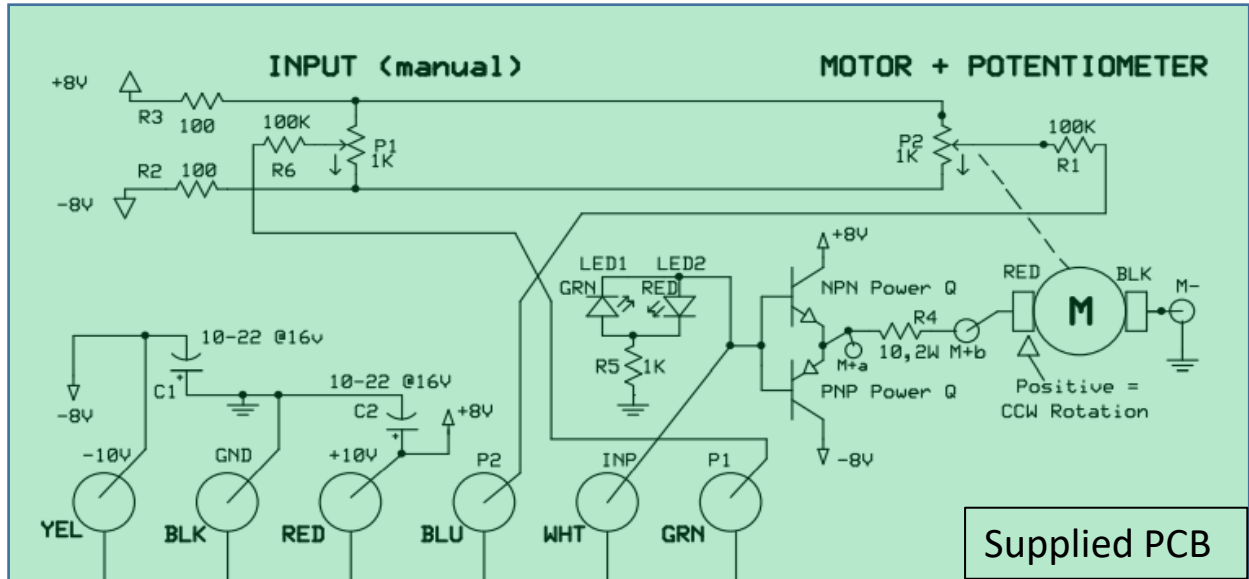 INPUT (manual)
MOTOR + POTENTIOMETER
+8V
R3
100
100K
R6
P1
1K
P2
1K
100K
R1
R2
100
-8V
+8V
LED1
LED2
GRN
RED
NPN Power Q
RED
BLK
M-
M
R4
10,2W
M+a
M+b
R5
1K
PNP Power Q
Positive =
CCW Rotation
-8V
10-22 @16v
C1
+
-8V
10-22 @16V
C2
+
+8V
-10V
GND
+10V
P2
INP
P1
YEL
BLK
RED
BLU
WHT
GRN
Supplied PCB